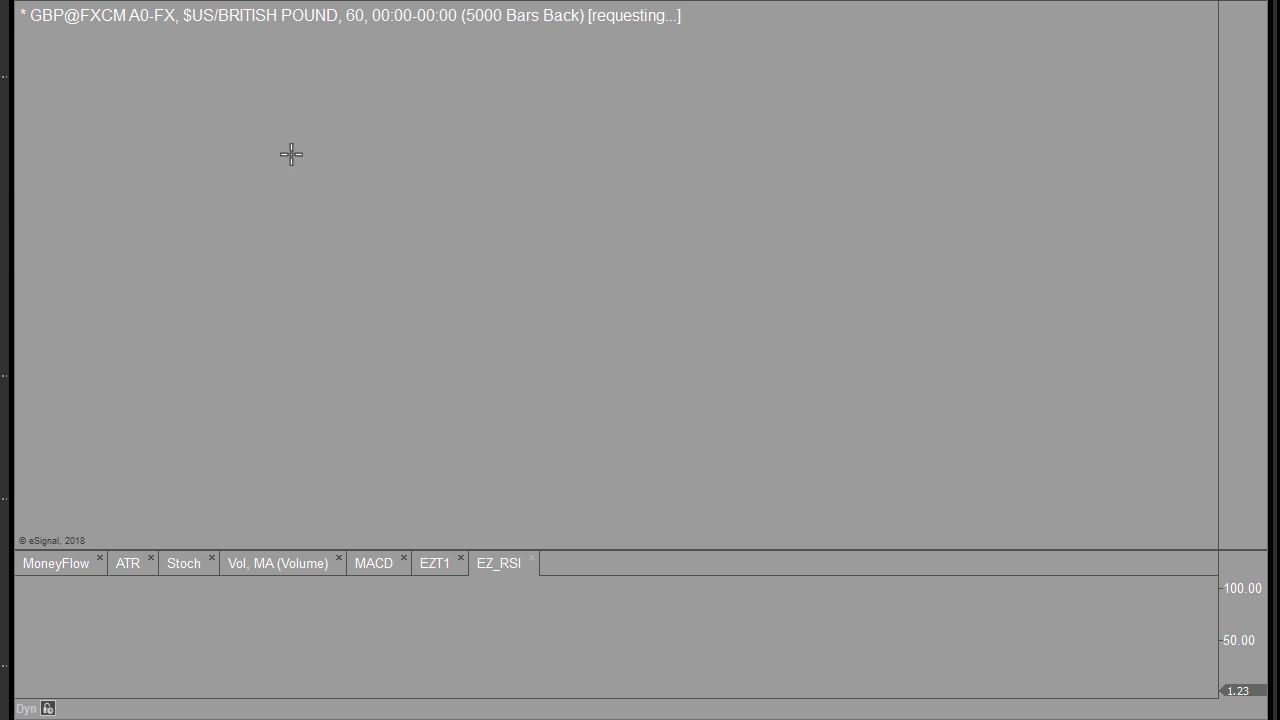 * GBP@FXCM A0-FX, $US/BRITISH POUND, 60, 00:00-00:00 (5000 Bars Back) [requesting...]
© eSignal, 2018
MoneyFlow ATR Stoch Vol, MA (Volume) MACD EZT1 EZ_RSI
100.00
50.00
1.23
Dyn